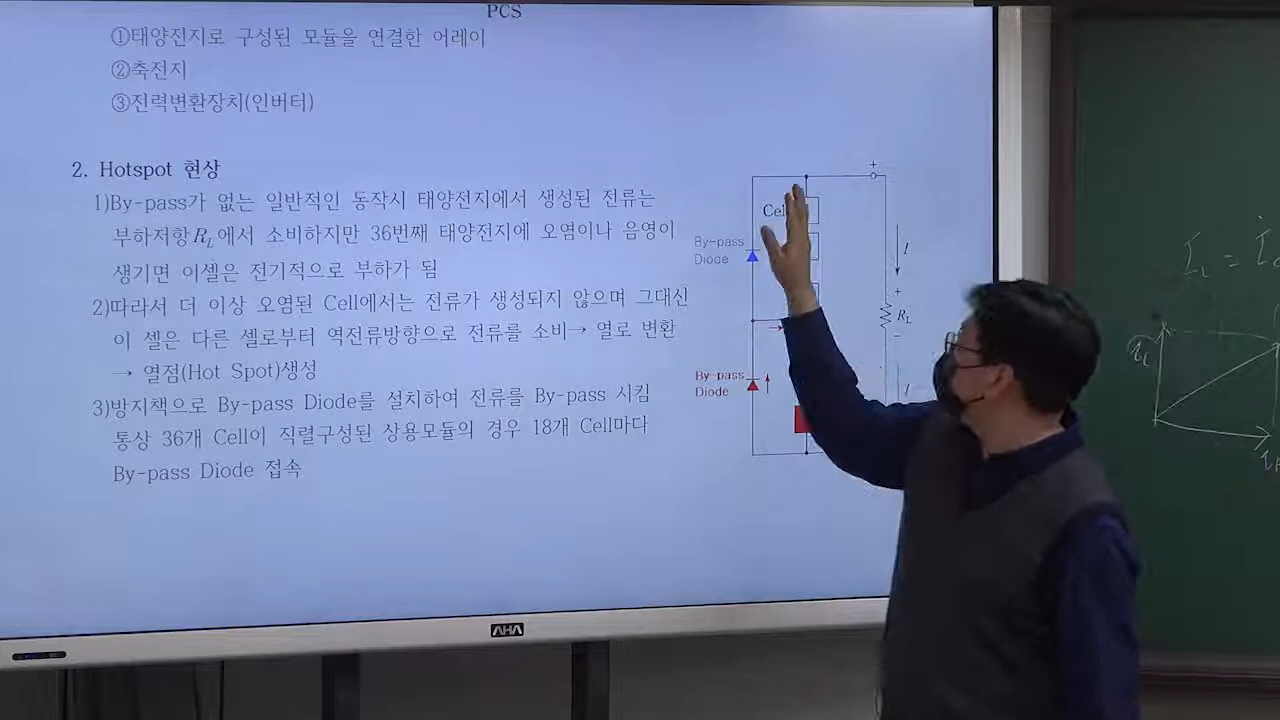 PCS
①태양전지로 구성된 모듈을 연결한 어레이
②축전지
③전력변환장치(인버터)
2. Hotspot 현상
1)By-pass가 없는 일반적인 동작시 태양전지에서 생성된 전류는
부하저항R_L에서 소비하지만 36번째 태양전지에 오염이나 음영이
생기면 이셀은 전기적으로 부하가 됨
2)따라서 더 이상 오염된 Cell에서는 전류가 생성되지 않으며 그대신
이 셀은 다른 셀로부터 역전류방향으로 전류를 소비→ 열로 변환
→ 열점(Hot Spot)생성
3)방지책으로 By-pass Diode를 설치하여 전류를 By-pass 시킴
통상 36개 Cell이 직렬구성된 상용모듈의 경우 18개 Cell마다
By-pass Diode 접속
+
Cell
By-pass
Diode
I
+
R_L
-
By-pass
Diode
I
AHA
I_L =